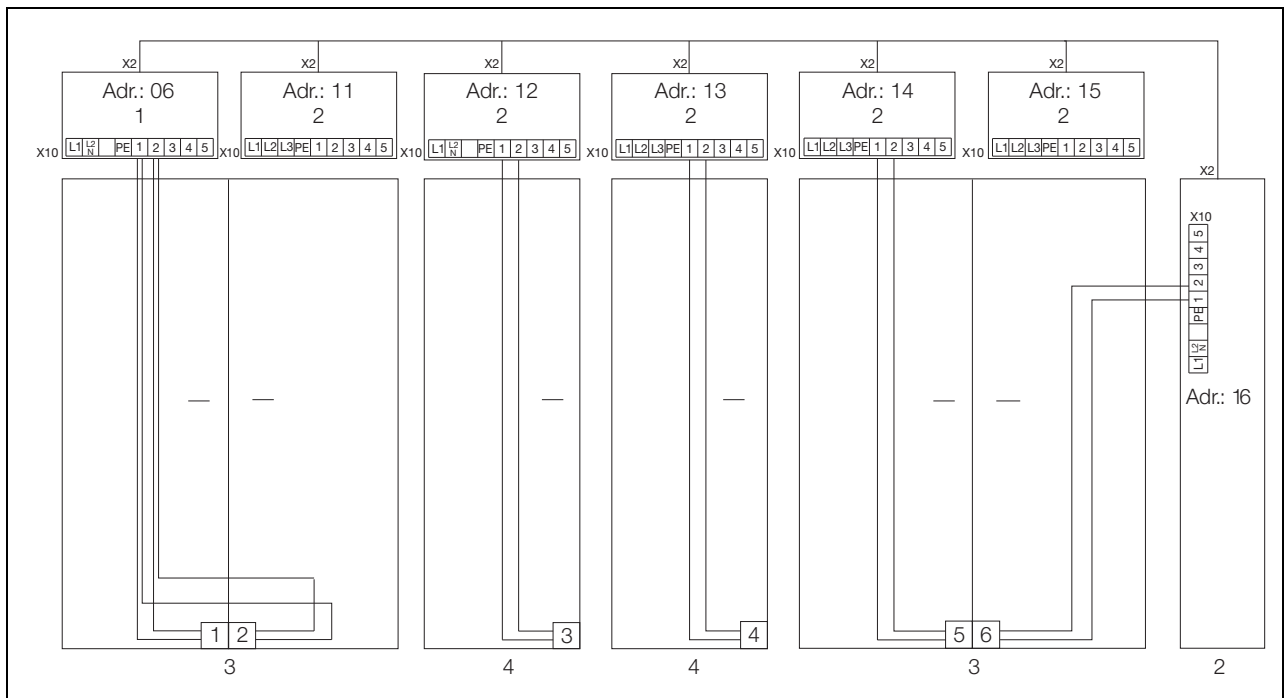 X2 X2 X2 X2 X2 X2
Adr.: 06 Adr.: 11 Adr.: 12 Adr.: 13 Adr.: 14 Adr.: 15
1 2 2 2 2 2
X10 L1 L2 N PE 1 2 3 4 5
X10 L1 L2 L3 PE 1 2 3 4 5
X10 L1 L2 N PE 1 2 3 4 5
X10 L1 L2 L3 PE 1 2 3 4 5
X10 L1 L2 L3 PE 1 2 3 4 5
X10 L1 L2 L3 PE 1 2 3 4 5
X2
X10
L1 L2 N PE 1 2 3 4 5
Adr.: 16
1 2 3 4 5 6
3 4 4 3 2